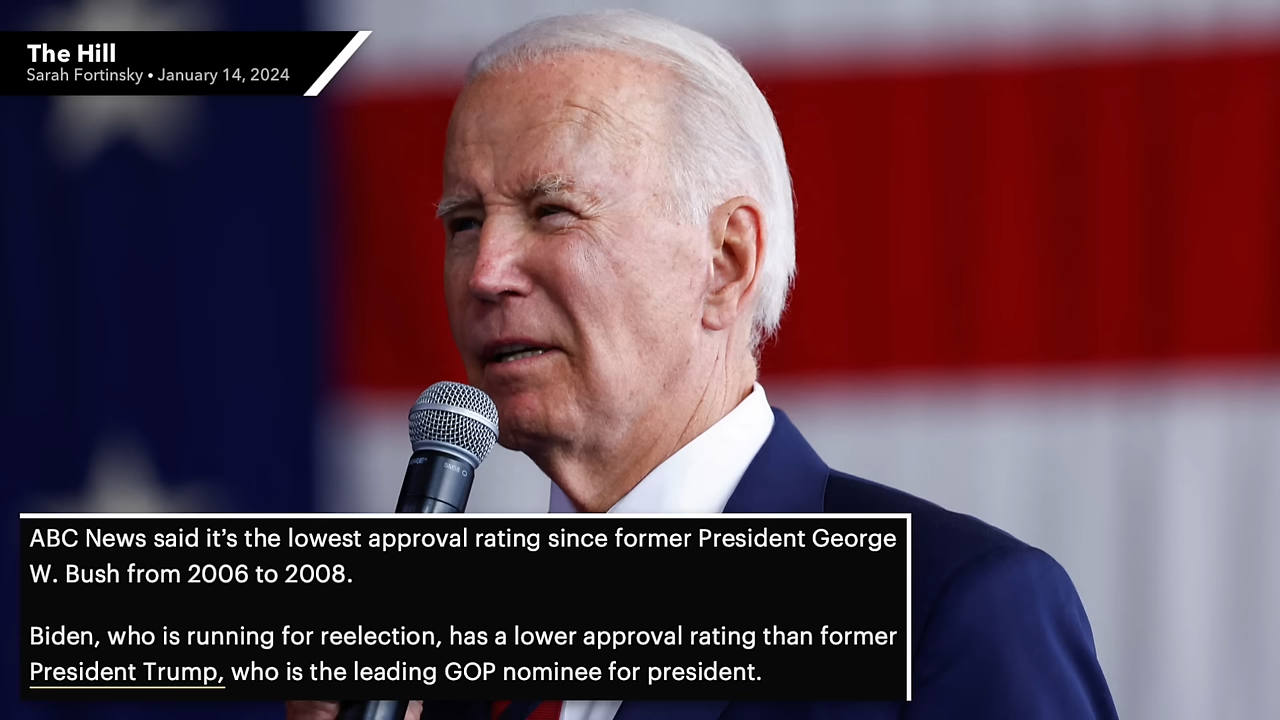 The Hill
Sarah Fortinsky • January 14, 2024
SM58
ABC News said it's the lowest approval rating since former President George
W. Bush from 2006 to 2008.
Biden, who is running for reelection, has a lower approval rating than former
President Trump, who is the leading GOP nominee for president.